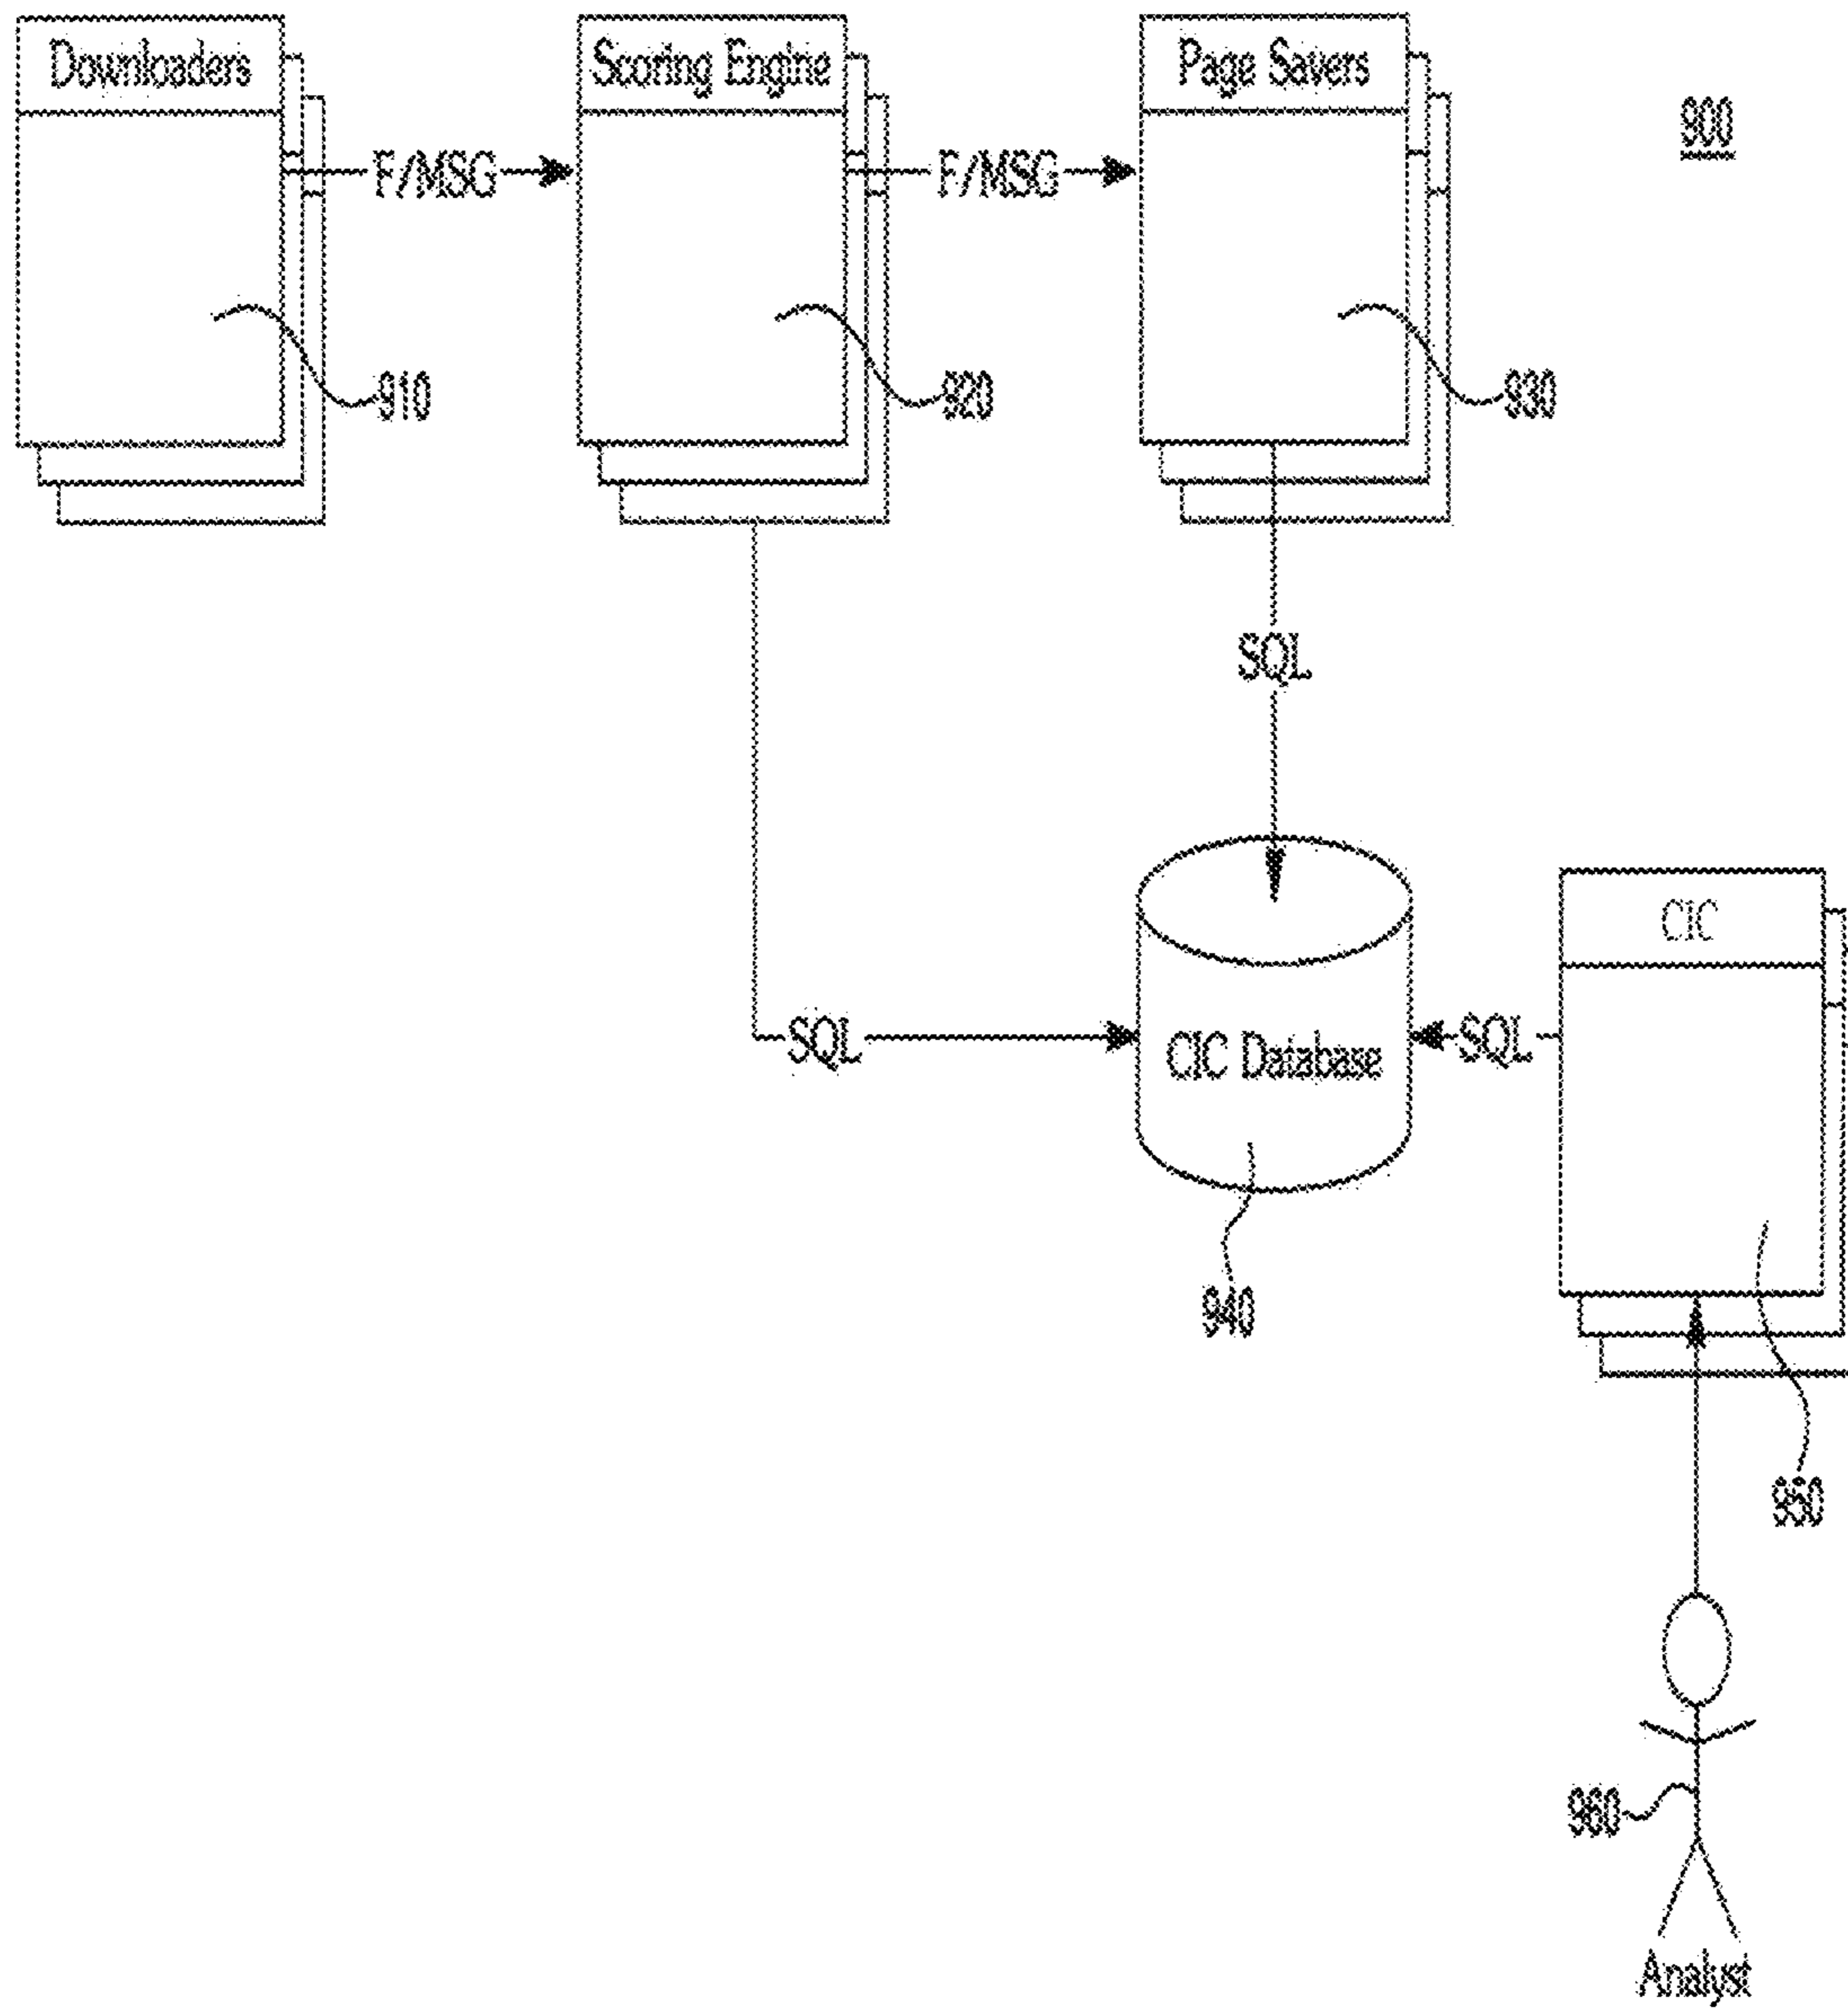 Downloaders
Scoring Engine
Page Savers
900
F/MSG
F/MSG
910
920
930
SQL
CIC
SQL
CIC Database
SQL
940
950
960
Analyst